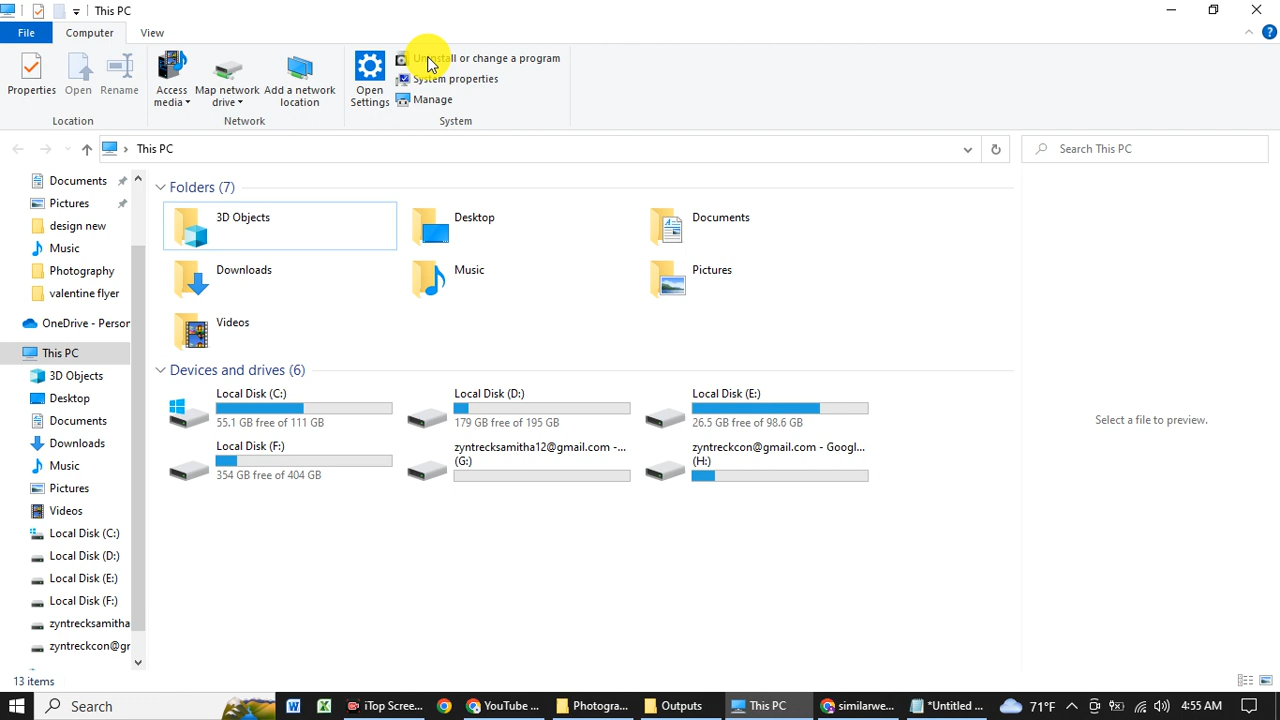 This PC
File
Computer
View
Properties
Open
Rename
Access media
Map network drive
Add a network location
Open Settings
Uninstall or change a program
System properties
Manage
Location
Network
System
This PC
Search This PC
Documents
Pictures
design new
Music
Photography
valentine flyer
OneDrive - Person
This PC
3D Objects
Desktop
Documents
Downloads
Music
Pictures
Videos
Local Disk (C:)
Local Disk (D:)
Local Disk (E:)
Local Disk (F:)
zyntrecksamitha
zyntreckcon@gr
Folders (7)
3D Objects
Desktop
Documents
Downloads
Music
Pictures
Videos
Devices and drives (6)
Local Disk (C:)
55.1 GB free of 111 GB
Local Disk (D:)
179 GB free of 195 GB
Local Disk (E:)
26.5 GB free of 98.6 GB
Local Disk (F:)
354 GB free of 404 GB
zyntrecksamitha12@gmail.com -...
(G:)
zyntreckcon@gmail.com - Googl...
(H:)
Select a file to preview.
13 items
Search
iTop Scree...
YouTube ...
Photogra...
Outputs
This PC
similarwe...
*Untitled ...
71°F
4:55 AM